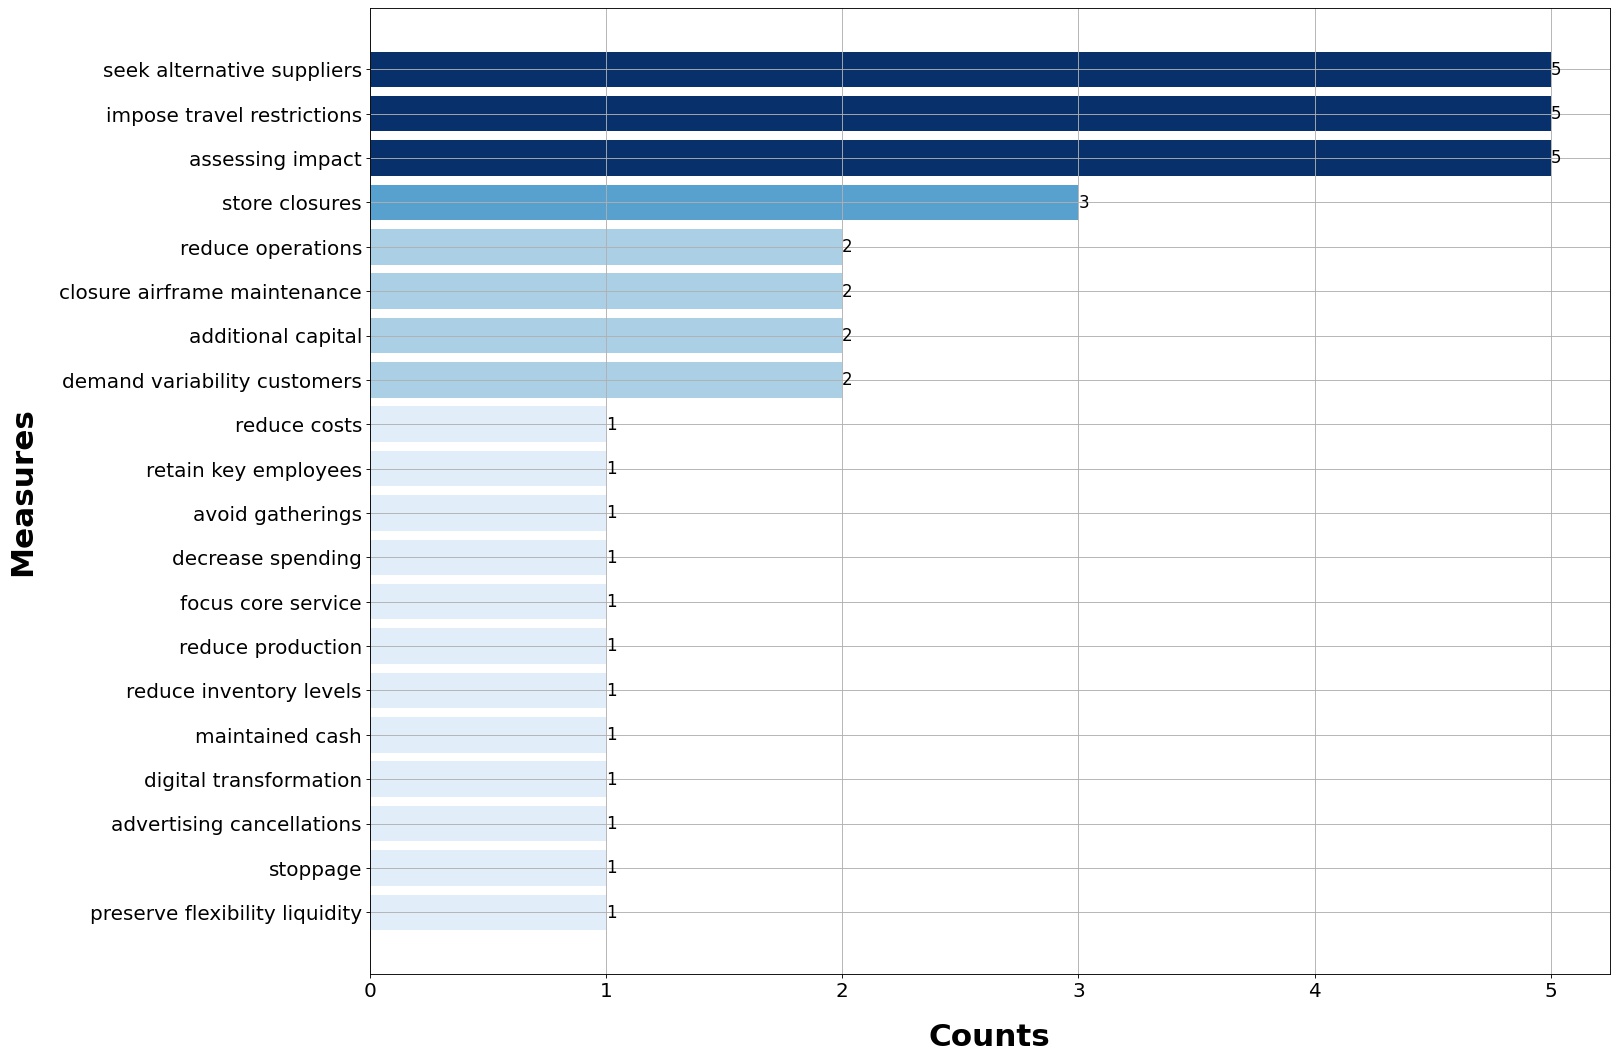 seek alternative suppliers 5
impose travel restrictions 5
assessing impact 5
store closures 3
reduce operations 2
closure airframe maintenance 2
additional capital 2
demand variability customers 2
reduce costs 1
retain key employees 1
avoid gatherings 1
decrease spending 1
focus core service 1
reduce production 1
reduce inventory levels 1
maintained cash 1
digital transformation 1
advertising cancellations 1
stoppage 1
preserve flexibility liquidity 1
Measures
0 1 2 3 4 5
Counts